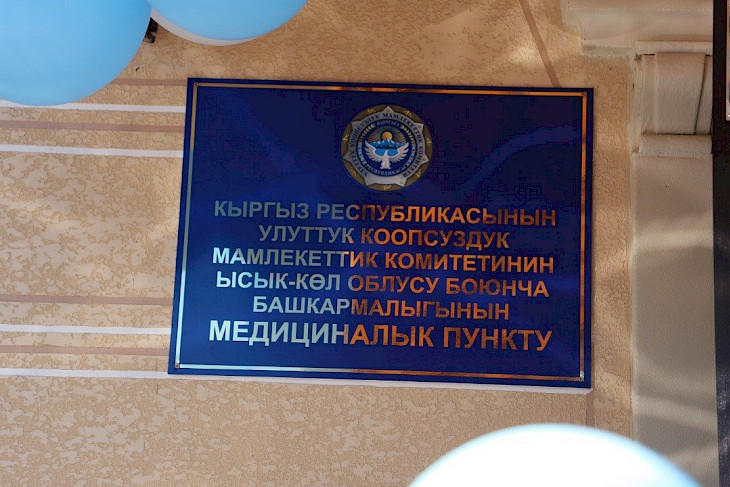 КЫРГЫЗ РЕСПУБЛИКАСЫНЫН
УЛУТТУК КООПСУЗДУК
МАМЛЕКЕТТИК КОМИТЕТИНИН
ЫСЫК-КӨЛ ОБЛУСУ БОЮНЧА
БАШКАРМАЛЫГЫНЫН
МЕДИЦИНАЛЫК ПУНКТУ